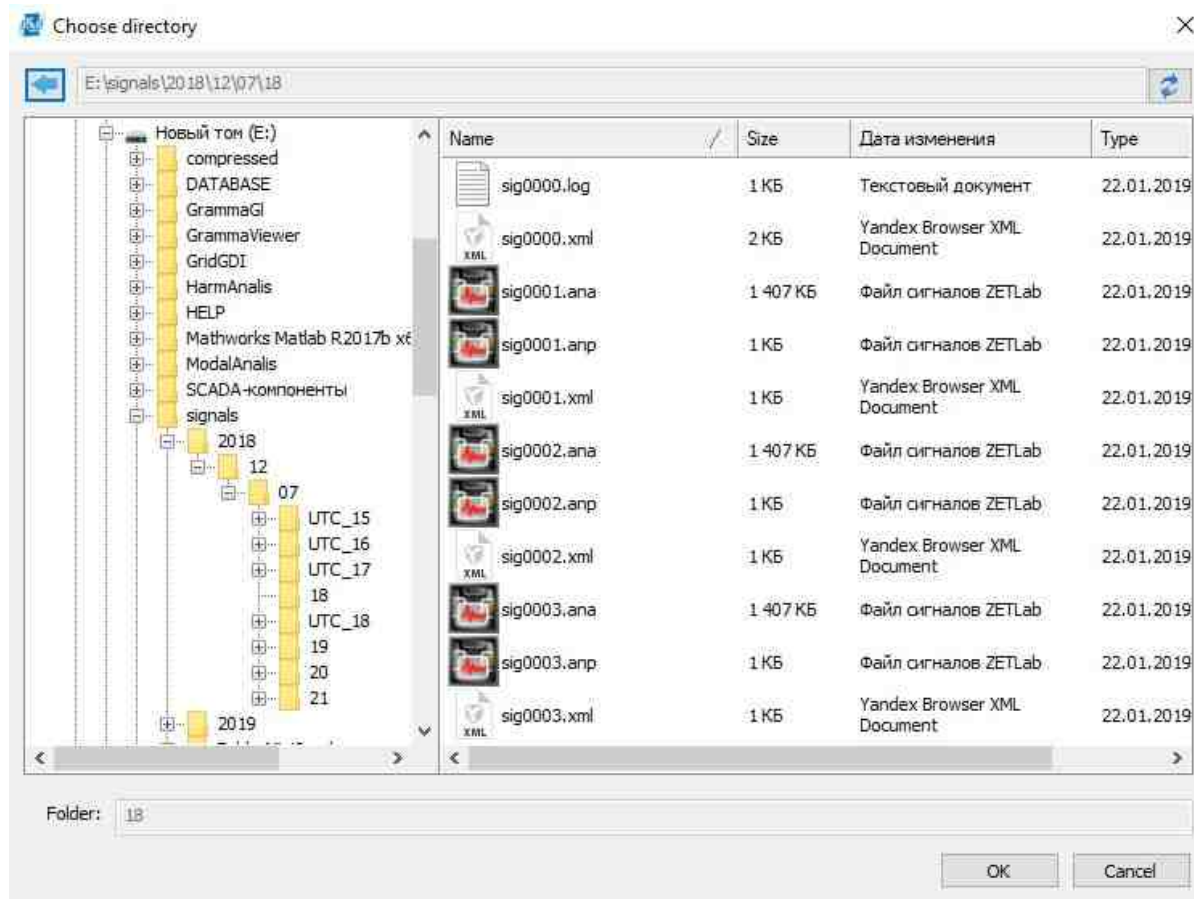 Choose directory
E:\signals\2018\12\07\18
Новый том (E:)
compressed
DATABASE
GrammaGl
GrammaViewer
GridGDI
HarmAnalis
HELP
Mathworks Matlab R2017b x6
ModalAnalis
SCADA-компоненты
signals
2018
12
07
UTC_15
UTC_16
UTC_17
18
UTC_18
19
20
21
2019
Name Size Дата изменения Type
sig0000.log 1 КБ Текстовый документ 22.01.2019
XML sig0000.xml 2 КБ Yandex Browser XML 22.01.2019
Document
sig0001.ana 1 407 КБ Файл сигналов ZETLab 22.01.2019
sig0001.anp 1 КБ Файл сигналов ZETLab 22.01.2019
XML sig0001.xml 1 КБ Yandex Browser XML 22.01.2019
Document
sig0002.ana 1 407 КБ Файл сигналов ZETLab 22.01.2019
sig0002.anp 1 КБ Файл сигналов ZETLab 22.01.2019
XML sig0002.xml 1 КБ Yandex Browser XML 22.01.2019
Document
sig0003.ana 1 407 КБ Файл сигналов ZETLab 22.01.2019
sig0003.anp 1 КБ Файл сигналов ZETLab 22.01.2019
XML sig0003.xml 1 КБ Yandex Browser XML 22.01.2019
Document
Folder: 18
OK Cancel